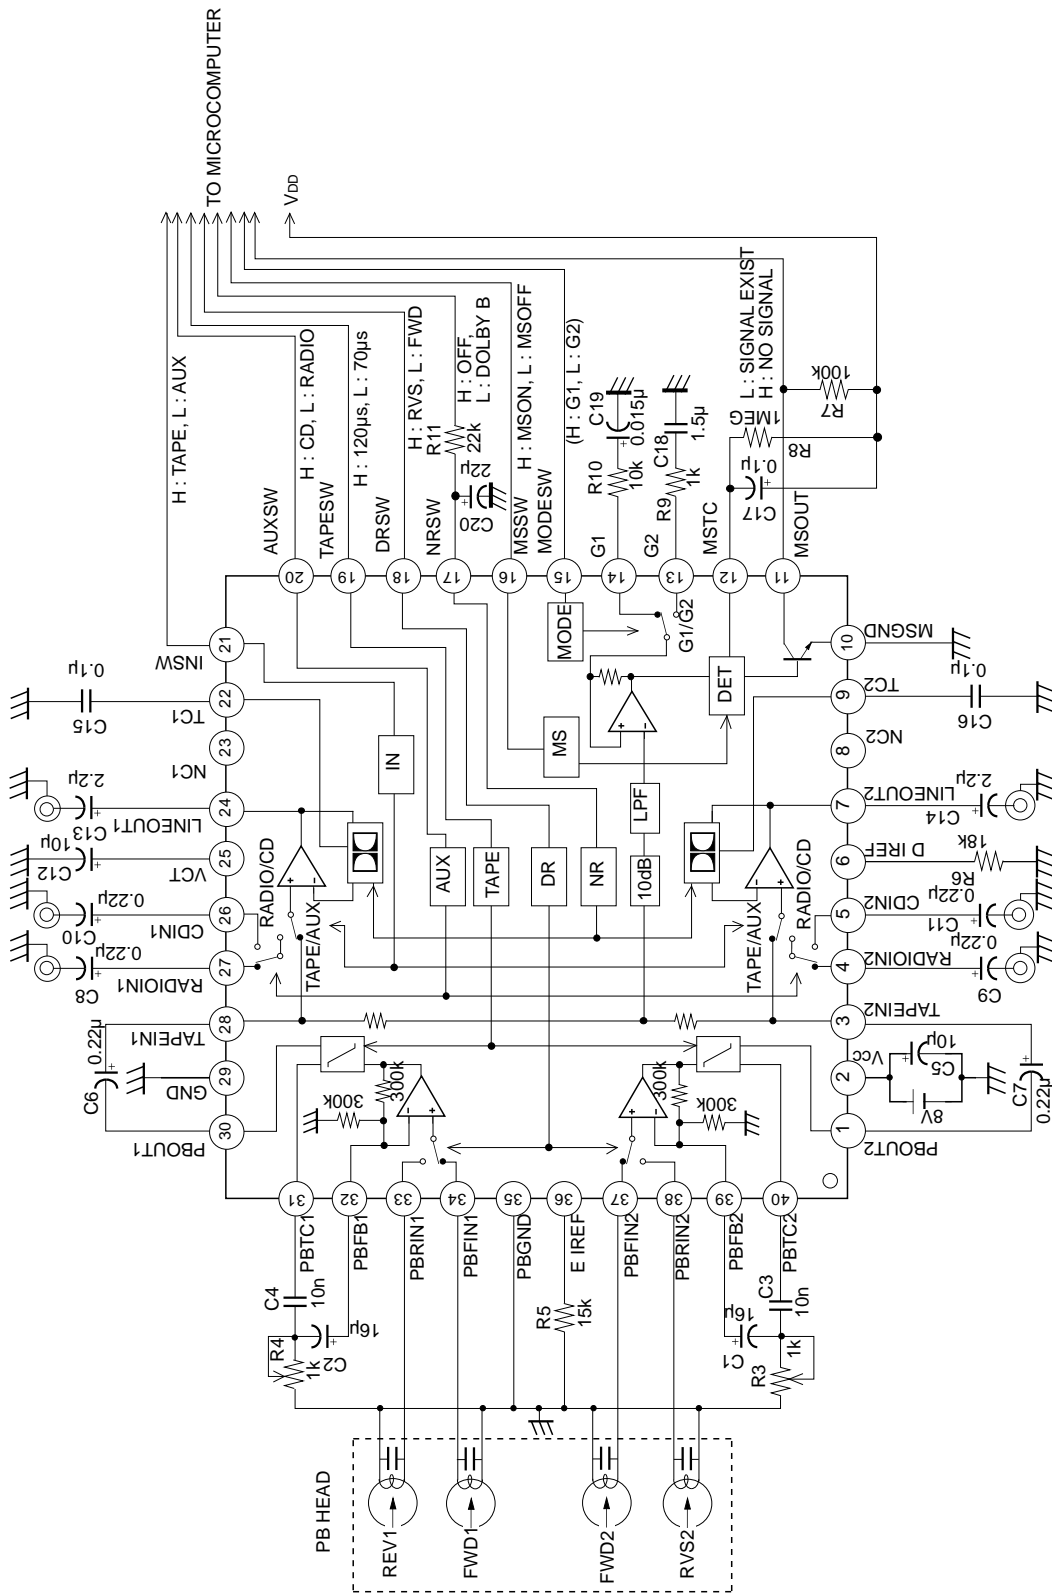 TO MICROCOMPUTER
VDD
H : TAPE, L : AUX
H : CD, L : RADIO
H : 120µs, L : 70µs
H : RVS, L : FWD
H : OFF,
L : DOLBY B
H : MSON, L : MSOFF
(H : G1, L : G2)
L : SIGNAL EXIST
H : NO SIGNAL
R11
22k
22µ
C20
R10
10k
C19
0.015µ
R9
1k
C18
1.5µ
C17
0.1µ
R8
1MEG
R7
100k
AUXSW
TAPESW
DRSW
NRSW
MSSW
MODESW
G1
G2
MSTC
MSOUT
20
19
18
17
16
15
14
13
12
11
INSW
TC1
NC1
LINEOUT1
VCT
CDIN1
RADIOIN1
TAPEIN1
GND
PBOUT1
21
22
23
24
25
26
27
28
29
30
C15
0.1µ
C13
2.2µ
C12
10µ
C10
0.22µ
C8
0.22µ
C6
0.22µ
MSGND
TC2
NC2
LINEOUT2
D IREF
CDIN2
RADIOIN2
TAPEIN2
Vcc
PBOUT2
10
9
8
7
6
5
4
3
2
1
C16
0.1µ
C14
2.2µ
R6
18k
C11
0.22µ
C9
0.22µ
C5
10µ
8V
C7
0.22µ
MODE
G1/G2
DET
MS
IN
LPF
10dB
AUX
TAPE
DR
NR
RADIO/CD
TAPE/AUX
RADIO/CD
TAPE/AUX
300k
300k
300k
300k
31
32
33
34
35
36
37
38
39
40
PBTC1
PBFB1
PBRIN1
PBFIN1
PBGND
E IREF
PBFIN2
PBRIN2
PBFB2
PBTC2
C4
10n
R4
1k
C2
16µ
R5
15k
C1
16µ
C3
10n
R3
1k
PB HEAD
REV1
FWD1
FWD2
RVS2